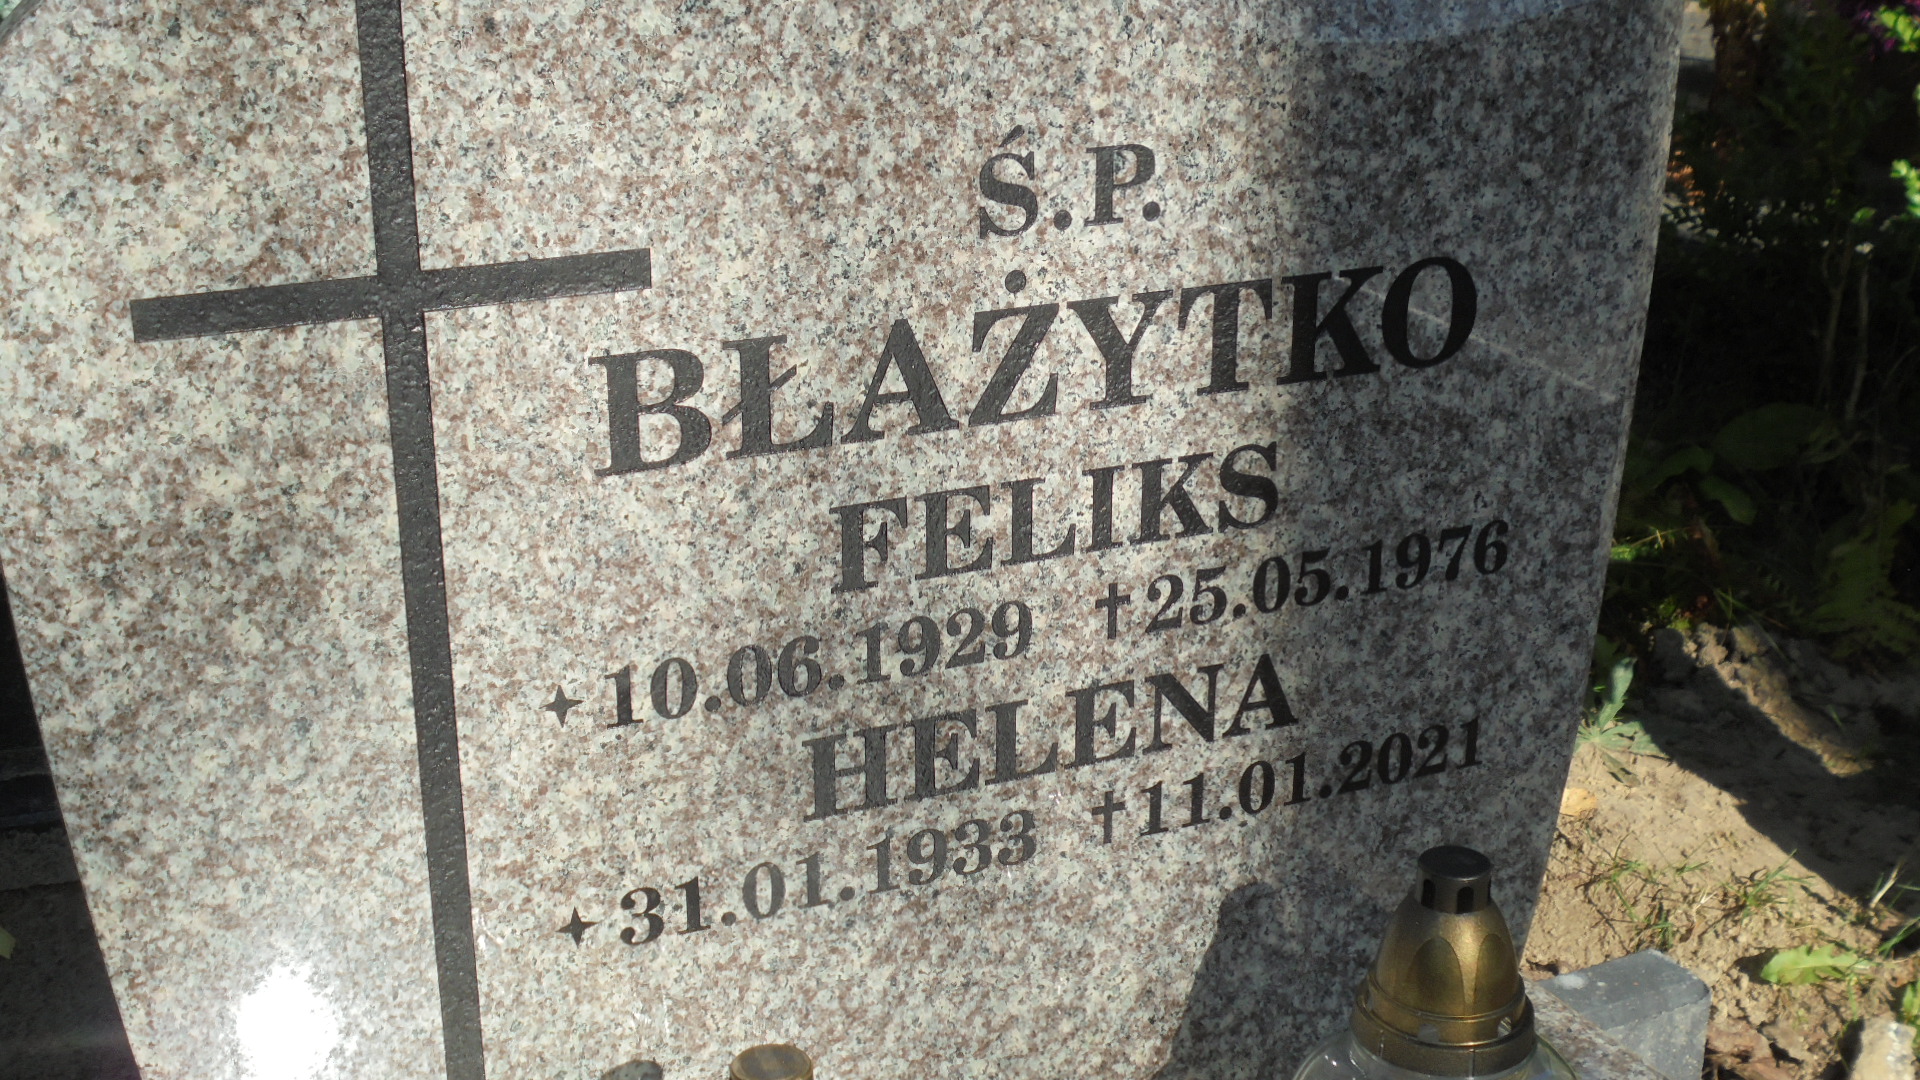 Ś.P.
BŁAŻYTKO
FELIKS
✦10.06.1929 ✝25.05.1976
HELENA
✦31.01.1933 ✝11.01.2021